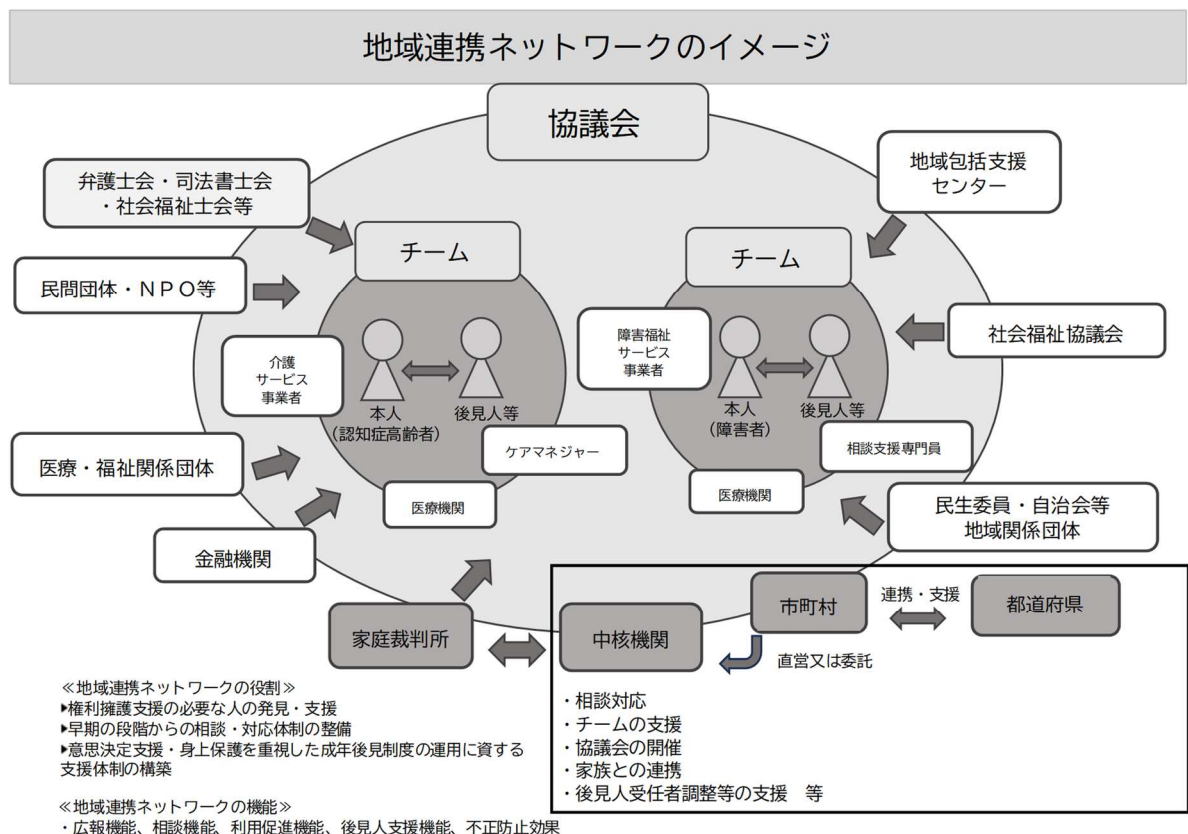 地域連携ネットワークのイメージ
協議会
弁護士会・司法書士会
・社会福祉士会等
地域包括支援
センター
チーム
チーム
民間団体・ＮＰＯ等
社会福祉協議会
介護
サービス
事業者
障害福祉
サービス
事業者
本人
（認知症高齢者）
後見人等
本人
（障害者）
後見人等
医療・福祉関係団体
ケアマネジャー
相談支援専門員
医療機関
医療機関
金融機関
民生委員・自治会等
地域関係団体
家庭裁判所
中核機関
市町村
連携・支援
都道府県
直営又は委託
・相談対応
・チームの支援
・協議会の開催
・家族との連携
・後見人受任者調整等の支援　等
≪地域連携ネットワークの役割≫
▶権利擁護支援の必要な人の発見・支援
▶早期の段階からの相談・対応体制の整備
▶意思決定支援・身上保護を重視した成年後見制度の運用に資する
支援体制の構築
≪地域連携ネットワークの機能≫
・広報機能、相談機能、利用促進機能、後見人支援機能、不正防止効果